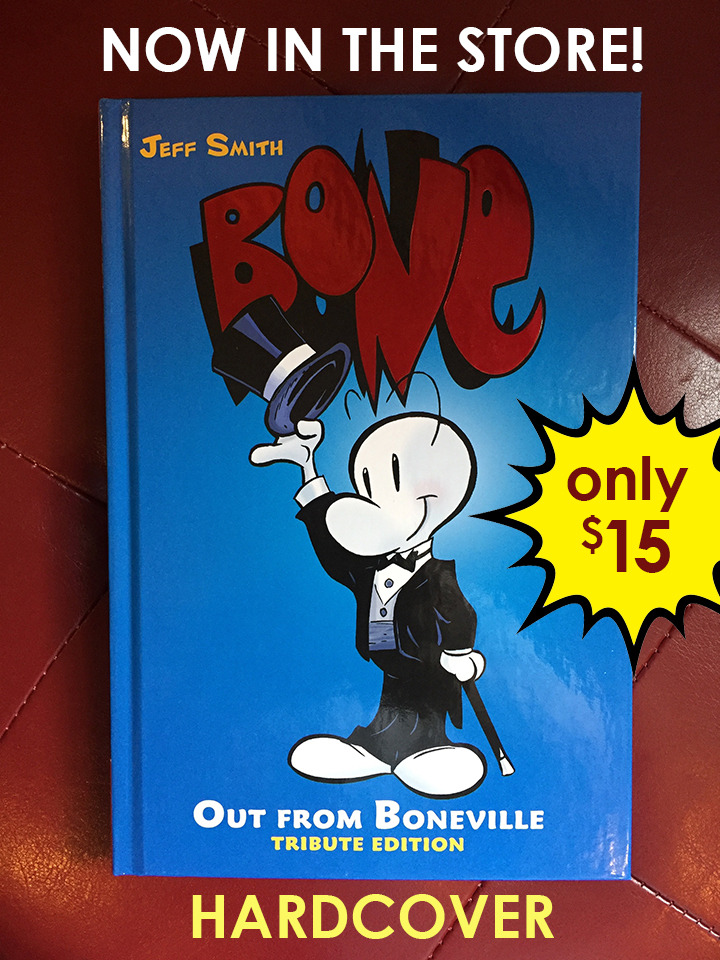 NOW IN THE STORE!
JEFF SMITH
BONE
only
$15
OUT FROM BONEVILLE
TRIBUTE EDITION
HARDCOVER